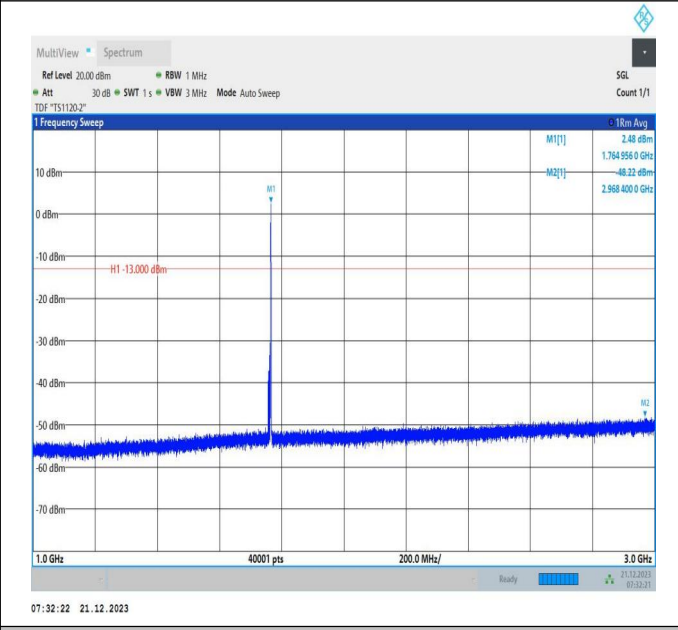 R&S
MultiView Spectrum
Ref Level 20.00 dBm RBW 1 MHz SGL
Att 30 dB SWT 1 s VBW 3 MHz Mode Auto Sweep Count 1/1
TDF "TS1120-2"
1 Frequency Sweep 1Rm Avg
M1[1] 2.48 dBm
1.764 956 0 GHz
M2[1] -48.22 dBm
2.968 400 0 GHz
10 dBm
M1
0 dBm
-10 dBm
H1 -13.000 dBm
-20 dBm
-30 dBm
-40 dBm
M2
-50 dBm
-60 dBm
-70 dBm
1.0 GHz 40001 pts 200.0 MHz/ 3.0 GHz
Ready 21.12.2023
07:32:21
07:32:22 21.12.2023